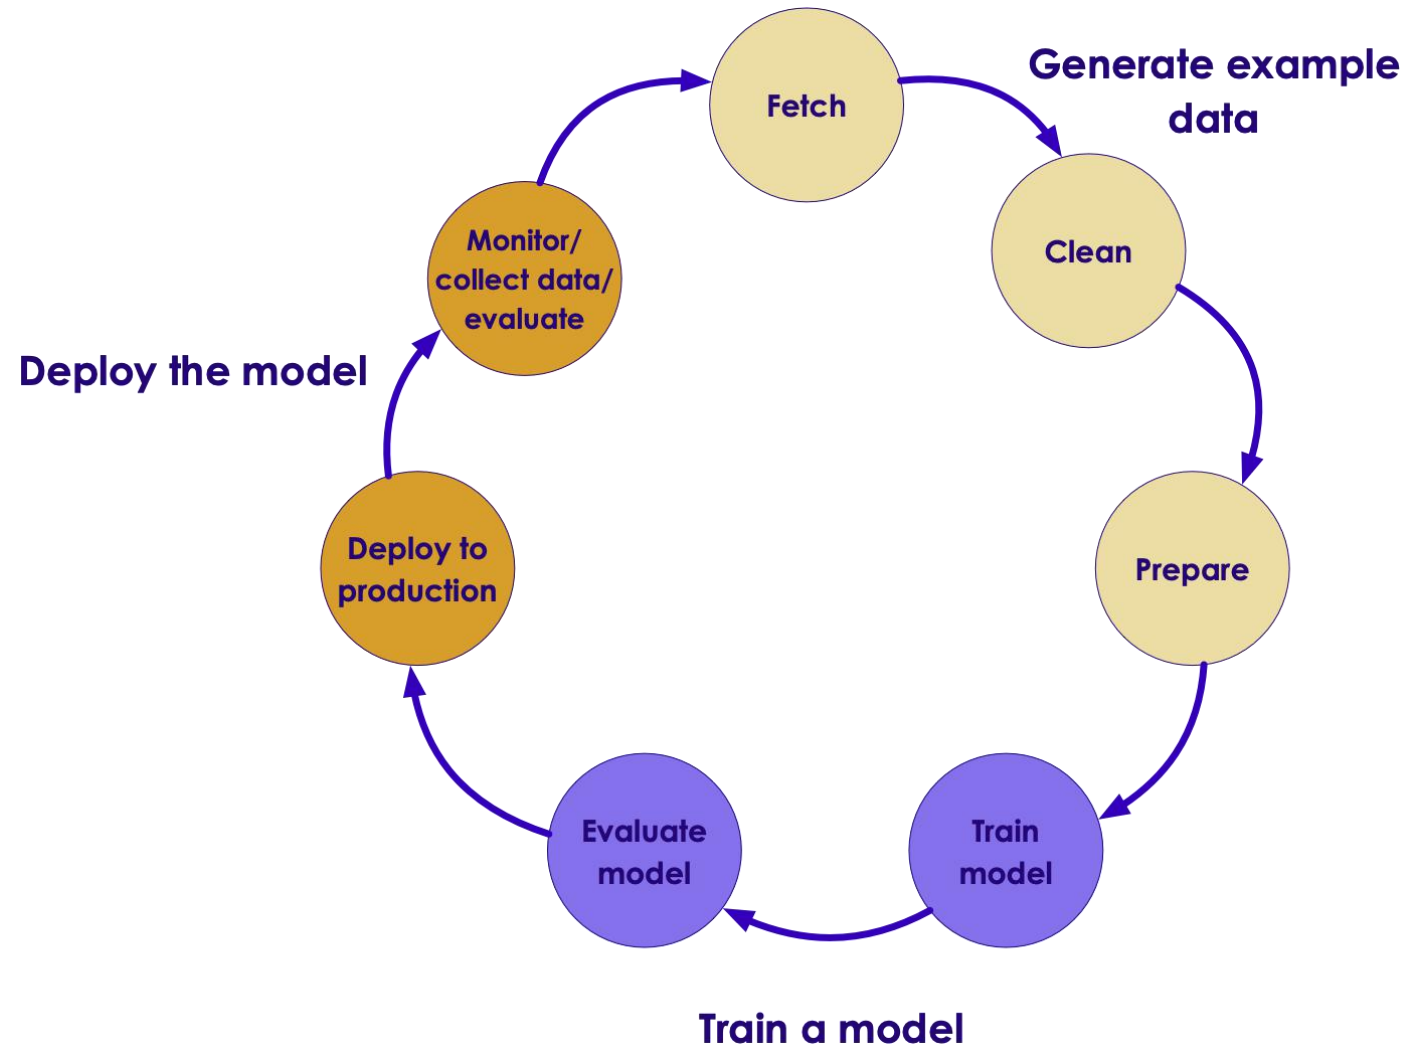 Fetch
Generate example
data
Clean
Prepare
Train
model
Train a model
Evaluate
model
Deploy to
production
Deploy the model
Monitor/
collect data/
evaluate